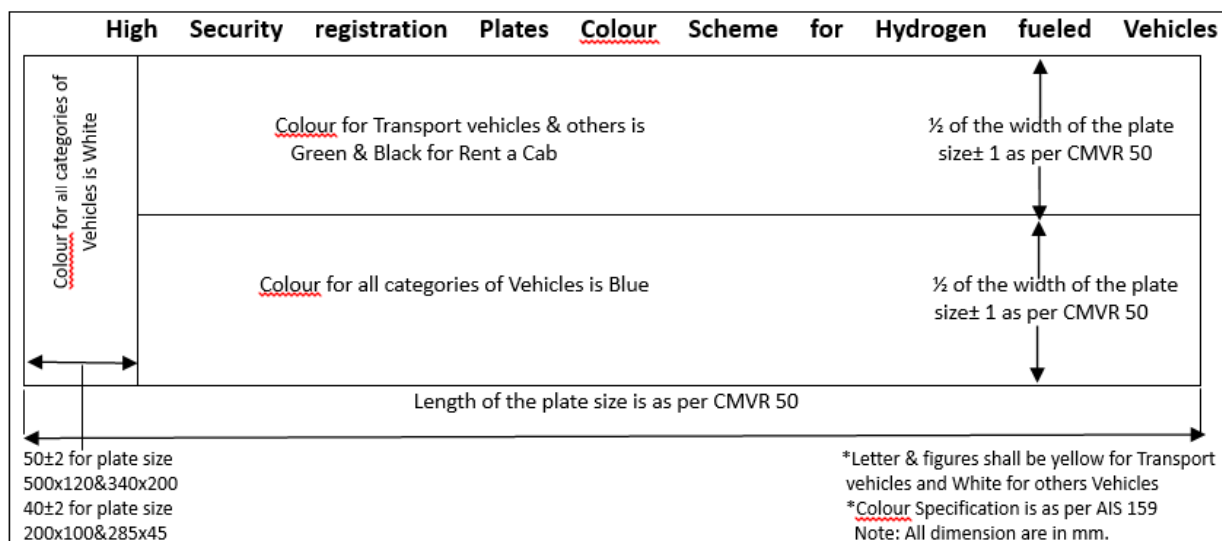 High Security registration Plates Colour Scheme for Hydrogen fueled Vehicles
Colour for all categories of
Vehicles is White
Colour for Transport vehicles & others is
Green & Black for Rent a Cab
½ of the width of the plate
size± 1 as per CMVR 50
Colour for all categories of Vehicles is Blue
½ of the width of the plate
size± 1 as per CMVR 50
Length of the plate size is as per CMVR 50
50±2 for plate size
500x120&340x200
40±2 for plate size
200x100&285x45
*Letter & figures shall be yellow for Transport
vehicles and White for others Vehicles
*Colour Specification is as per AIS 159
Note: All dimension are in mm.